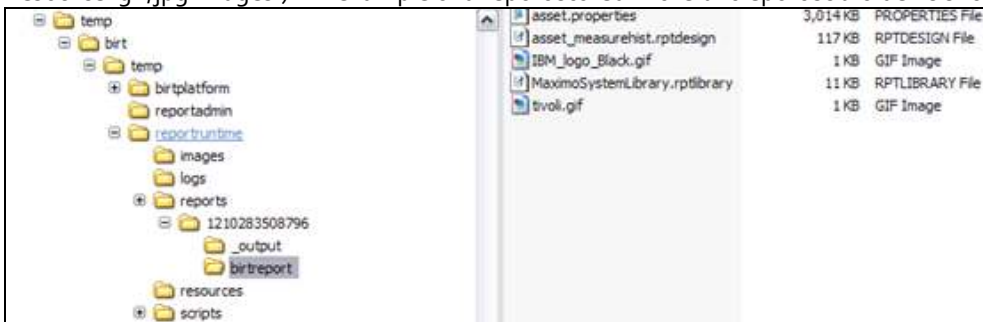 temp
birt
temp
birtplatform
reportadmin
reportruntime
images
logs
reports
1210283508796
_output
birtreport
resources
scripts
asset.properties 3,014 KB PROPERTIES File
asset_measurehist.rptdesign 117 KB RPTDESIGN File
IBM_logo_Black.gif 1 KB GIF Image
MaximoSystemLibrary.rptlibrary 11 KB RPTLIBRARY File
tivoli.gif 1 KB GIF Image